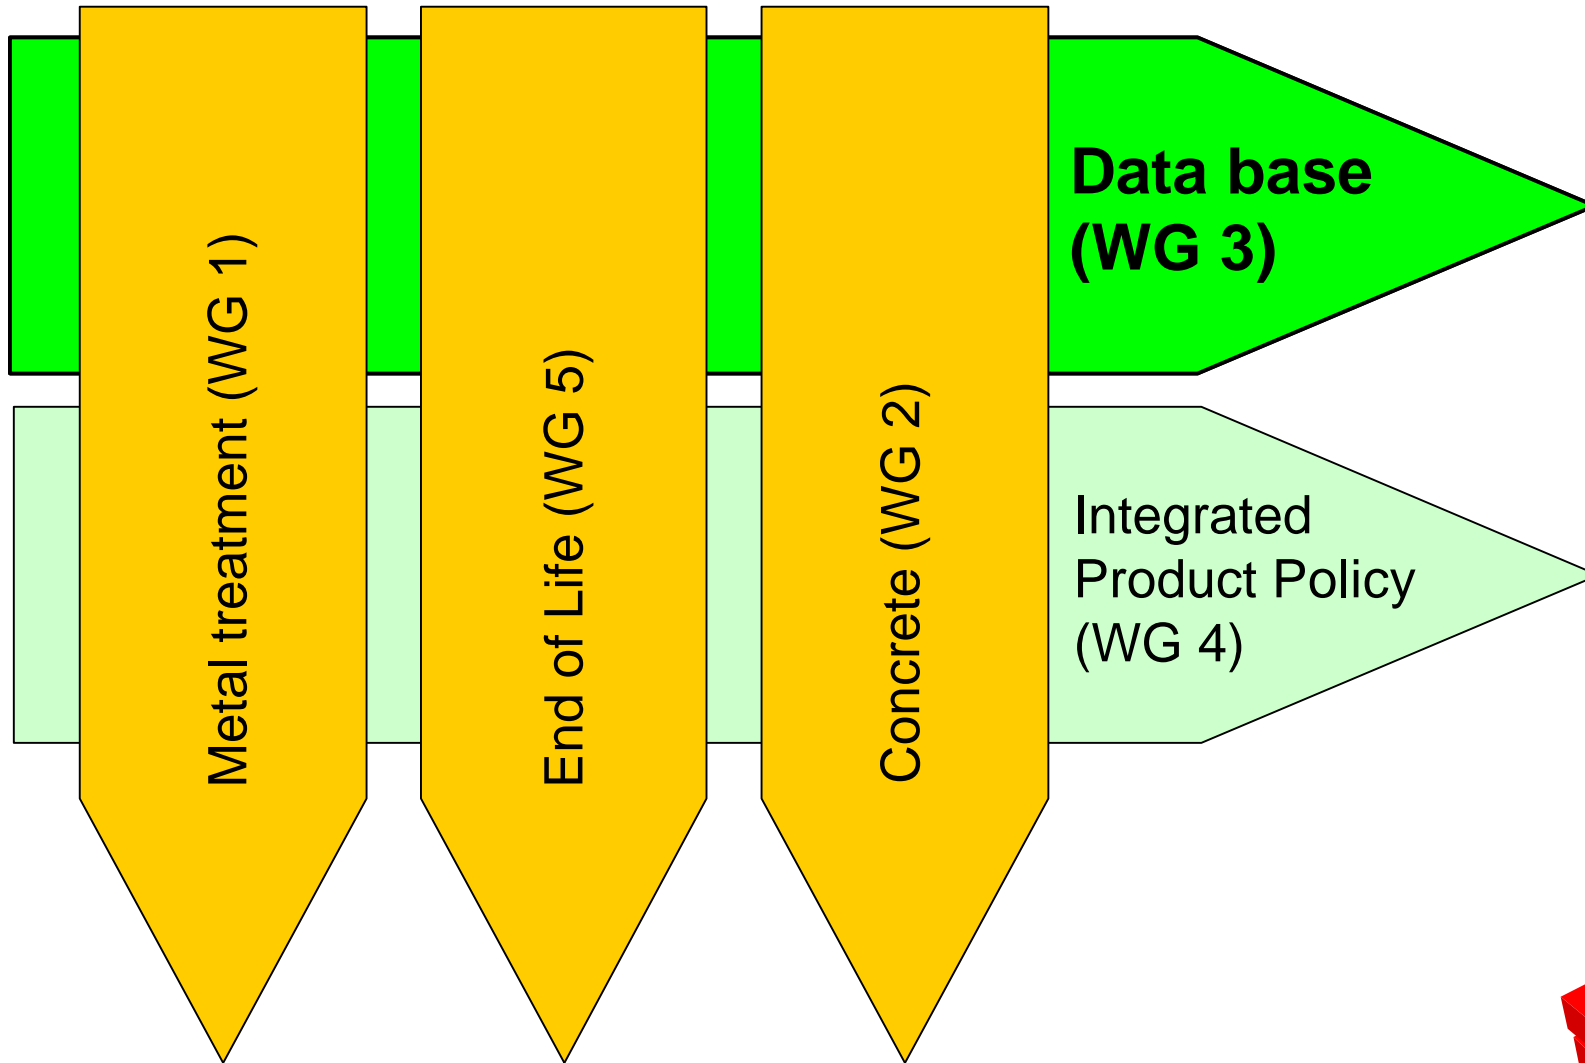 Metal treatment (WG 1)
End of Life (WG 5)
Concrete (WG 2)
Data base
(WG 3)
Integrated
Product Policy
(WG 4)